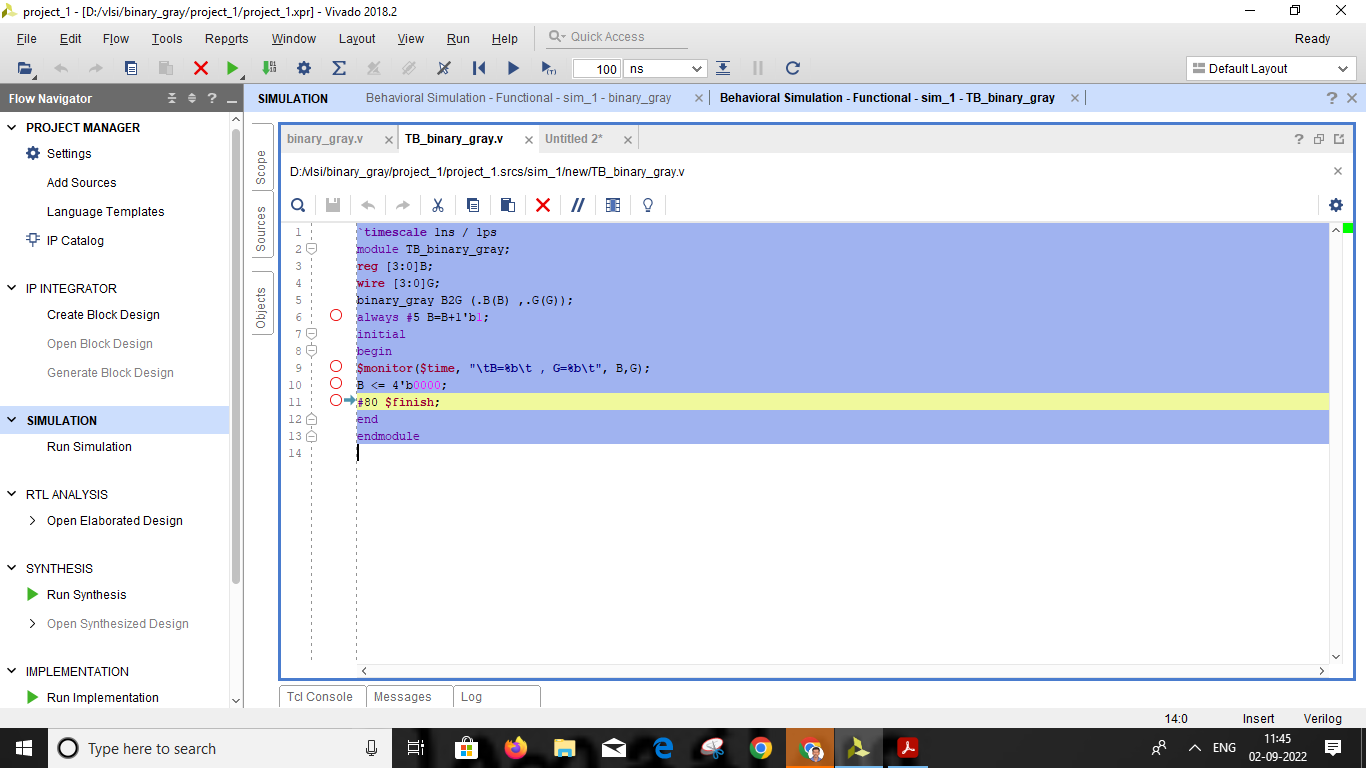 project_1 - [D:/vlsi/binary_gray/project_1/project_1.xpr] - Vivado 2018.2
File Edit Flow Tools Reports Window Layout View Run Help Quick Access Ready
100 ns Default Layout
Flow Navigator
SIMULATION Behavioral Simulation - Functional - sim_1 - binary_gray Behavioral Simulation - Functional - sim_1 - TB_binary_gray
PROJECT MANAGER
Settings
Add Sources
Language Templates
IP Catalog
IP INTEGRATOR
Create Block Design
Open Block Design
Generate Block Design
SIMULATION
Run Simulation
RTL ANALYSIS
Open Elaborated Design
SYNTHESIS
Run Synthesis
Open Synthesized Design
IMPLEMENTATION
Run Implementation
Scope
Sources
Objects
binary_gray.v TB_binary_gray.v Untitled 2*
D:/vlsi/binary_gray/project_1/project_1.srcs/sim_1/new/TB_binary_gray.v
1 `timescale 1ns / 1ps
2 module TB_binary_gray;
3 reg [3:0]B;
4 wire [3:0]G;
5 binary_gray B2G (.B(B) ,.G(G));
6 always #5 B=B+1'b1;
7 initial
8 begin
9 $monitor($time, "\tB=%b\t , G=%b\t", B,G);
10 B <= 4'b0000;
11 #80 $finish;
12 end
13 endmodule
14
Tcl Console Messages Log
14:0 Insert Verilog
Type here to search
ENG
11:45
02-09-2022